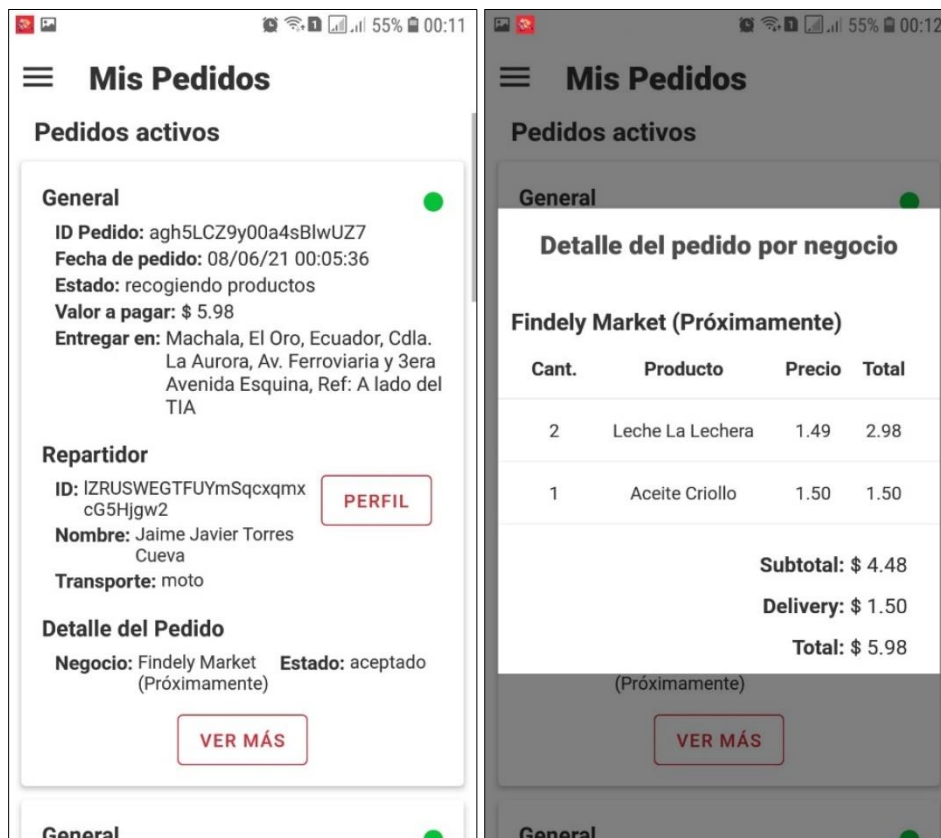 55% 00:11
Mis Pedidos
Pedidos activos
General
ID Pedido: agh5LCZ9y00a4sBlwUZ7
Fecha de pedido: 08/06/21 00:05:36
Estado: recogiendo productos
Valor a pagar: $ 5.98
Entregar en: Machala, El Oro, Ecuador, Cdla.
La Aurora, Av. Ferroviaria y 3era
Avenida Esquina, Ref: A lado del
TIA
Repartidor
ID: IZRUSWEGTFUYmSqcxqmx
cG5Hjgw2
PERFIL
Nombre: Jaime Javier Torres
Cueva
Transporte: moto
Detalle del Pedido
Negocio: Findely Market Estado: aceptado
(Próximamente)
VER MÁS
General
55% 00:12
Mis Pedidos
Pedidos activos
General
Detalle del pedido por negocio
Findely Market (Próximamente)
Cant. Producto Precio Total
2 Leche La Lechera 1.49 2.98
1 Aceite Criollo 1.50 1.50
Subtotal: $ 4.48
Delivery: $ 1.50
Total: $ 5.98
(Próximamente)
VER MÁS
General